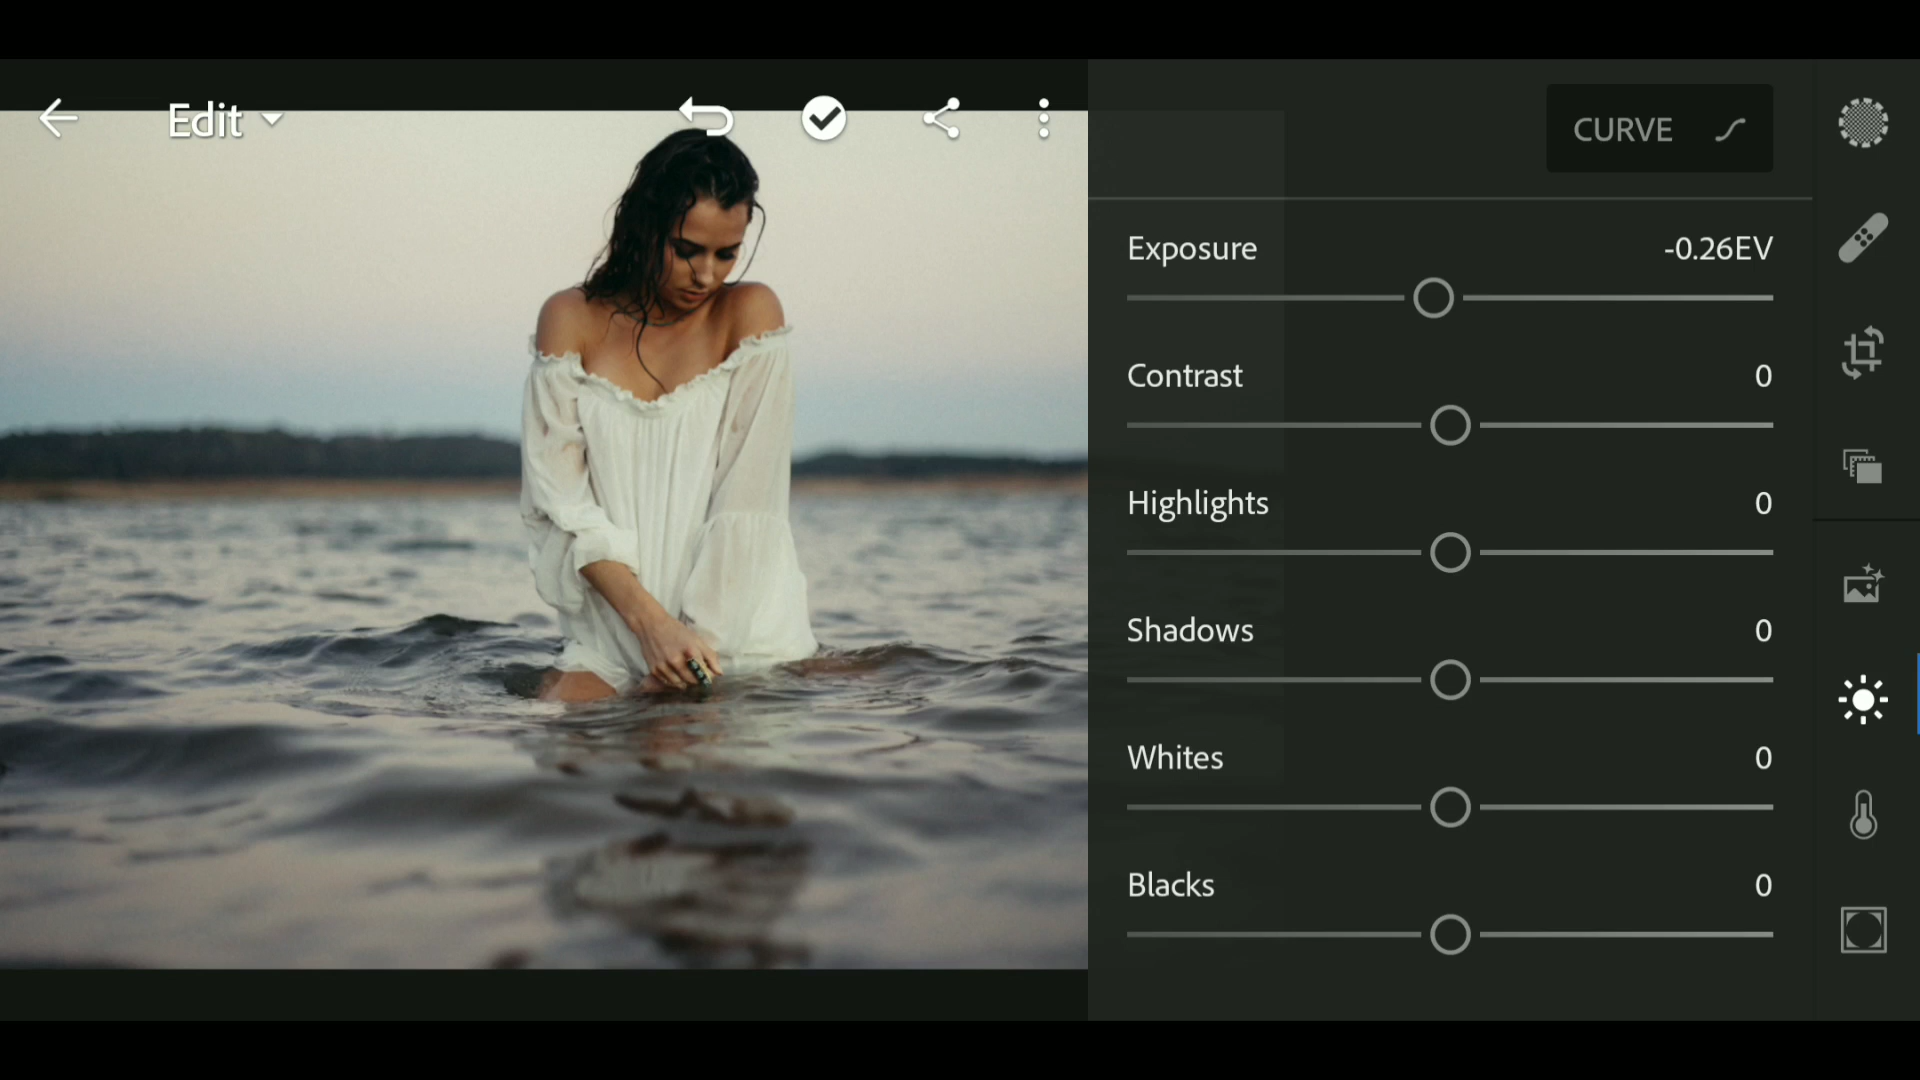 Edit
CURVE
Exposure -0.26EV
Contrast 0
Highlights 0
Shadows 0
Whites 0
Blacks 0